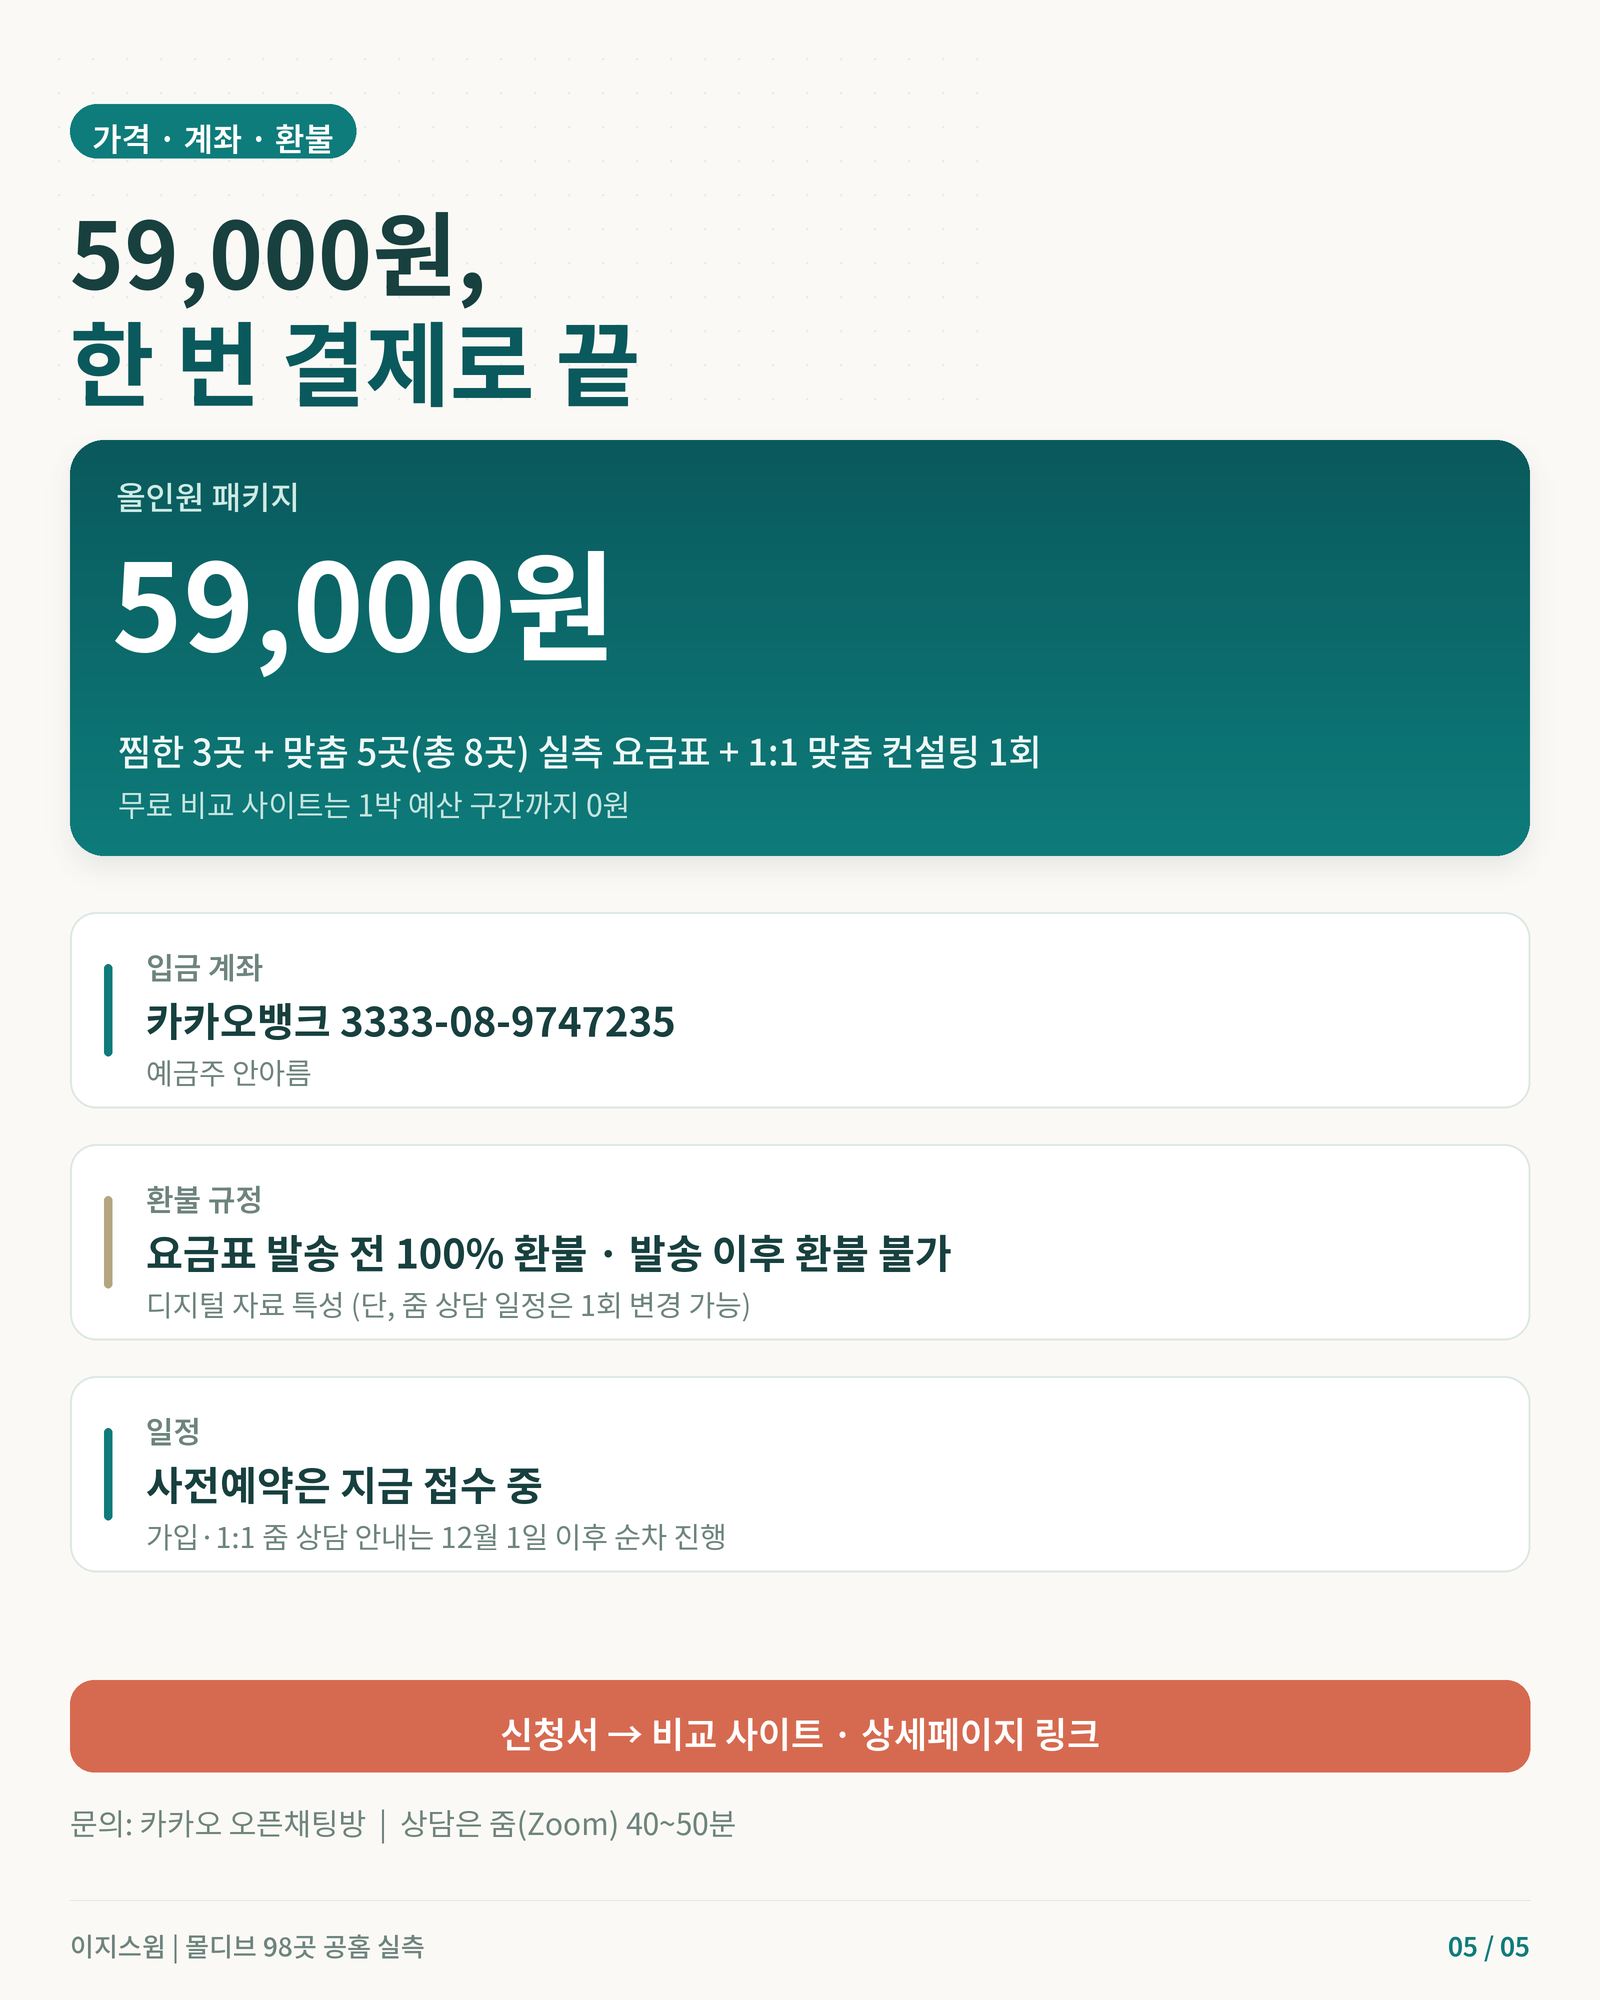 가격 · 계좌 · 환불
59,000원,
한 번 결제로 끝
올인원 패키지
59,000원
찜한 3곳 + 맞춤 5곳(총 8곳) 실측 요금표 + 1:1 맞춤 컨설팅 1회
무료 비교 사이트는 1박 예산 구간까지 0원
입금 계좌
카카오뱅크 3333-08-9747235
예금주 안아름
환불 규정
요금표 발송 전 100% 환불 · 발송 이후 환불 불가
디지털 자료 특성 (단, 줌 상담 일정은 1회 변경 가능)
일정
사전예약은 지금 접수 중
가입·1:1 줌 상담 안내는 12월 1일 이후 순차 진행
신청서 → 비교 사이트 · 상세페이지 링크
문의: 카카오 오픈채팅방 | 상담은 줌(Zoom) 40~50분
이지스윔 | 몰디브 98곳 공홈 실측
05 / 05